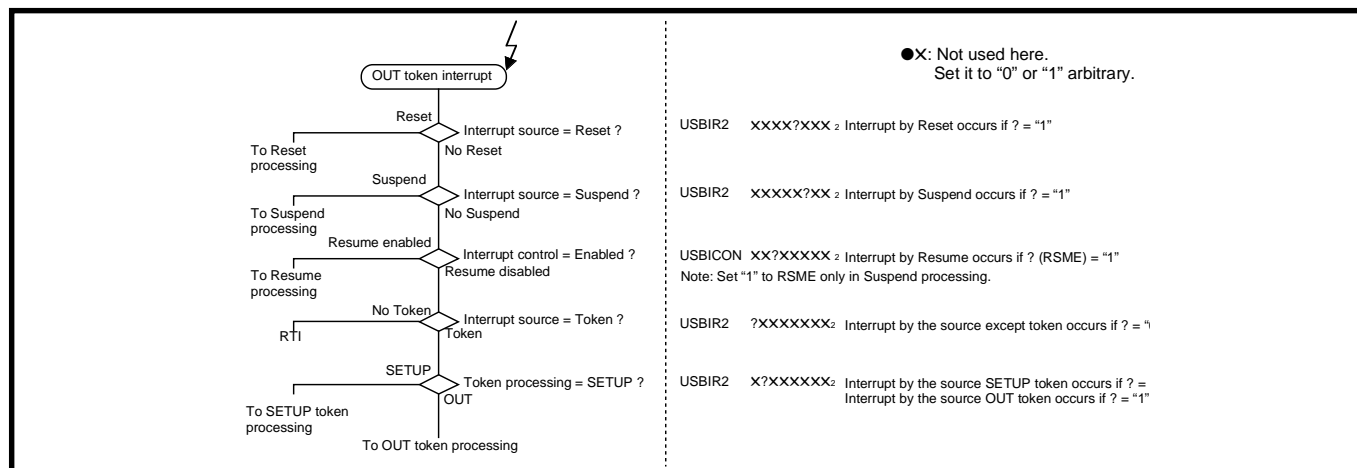 OUT token interrupt
Reset
Interrupt source = Reset ?
To Reset
processing
No Reset
Suspend
Interrupt source = Suspend ?
To Suspend
processing
No Suspend
Resume enabled
Interrupt control = Enabled ?
To Resume
processing
Resume disabled
No Token
Interrupt source = Token ?
RTI
Token
SETUP
Token processing = SETUP ?
To SETUP token
processing
OUT
To OUT token processing
●X: Not used here.
Set it to “0” or “1” arbitrary.
USBIR2 XXXX?XXX 2 Interrupt by Reset occurs if ? = “1”
USBIR2 XXXXX?XX 2 Interrupt by Suspend occurs if ? = “1”
USBICON XX?XXXXX 2 Interrupt by Resume occurs if ? (RSME) = “1”
Note: Set “1” to RSME only in Suspend processing.
USBIR2 ?XXXXXXX2 Interrupt by the source except token occurs if ? =
USBIR2 X?XXXXXX2 Interrupt by the source SETUP token occurs if ? =
Interrupt by the source OUT token occurs if ? = “1”